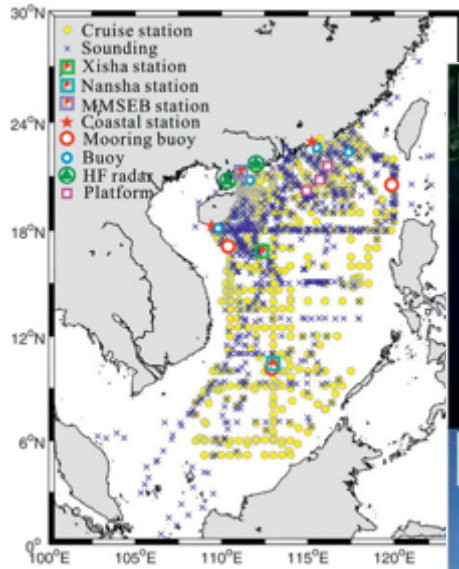 30°N
24°N
18°N
12°N
6°N
0°
100°E
105°E
110°E
115°E
120°E
Cruise station
Sounding
Xisha station
Nansha station
MMSEB station
Coastal station
Mooring buoy
Buoy
HF radar
Platform